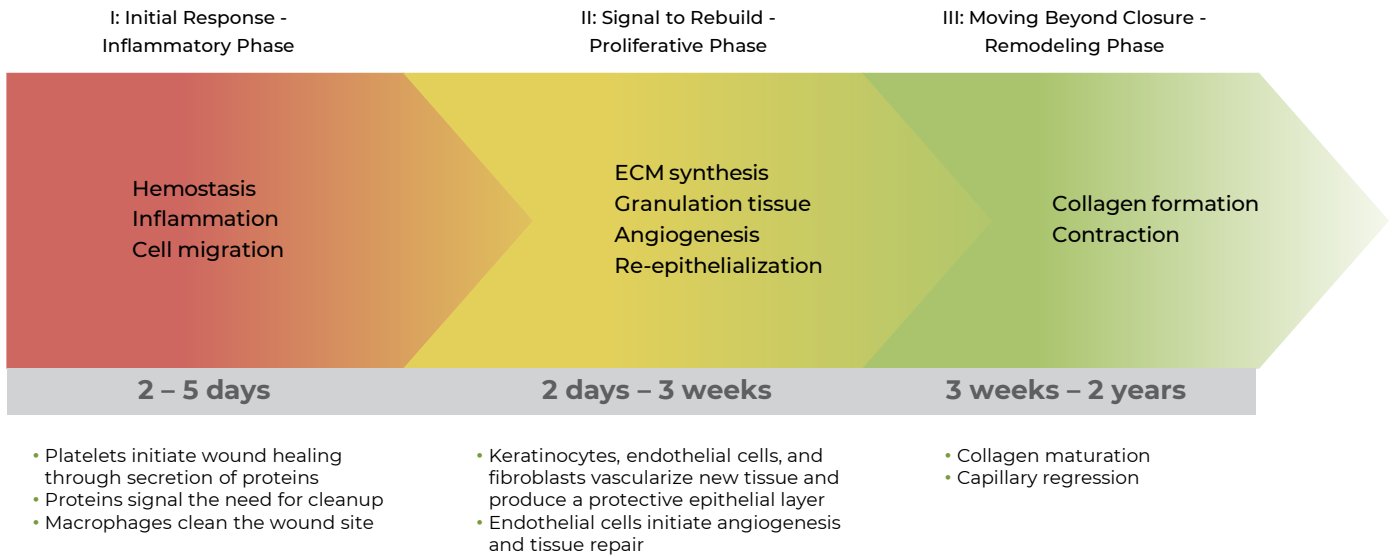 I: Initial Response -
Inflammatory Phase
II: Signal to Rebuild -
Proliferative Phase
III: Moving Beyond Closure -
Remodeling Phase
Hemostasis
Inflammation
Cell migration
ECM synthesis
Granulation tissue
Angiogenesis
Re-epithelialization
Collagen formation
Contraction
2 – 5 days
2 days – 3 weeks
3 weeks – 2 years
• Platelets initiate wound healing
through secretion of proteins
• Proteins signal the need for cleanup
• Macrophages clean the wound site
• Keratinocytes, endothelial cells, and
fibroblasts vascularize new tissue and
produce a protective epithelial layer
• Endothelial cells initiate angiogenesis
and tissue repair
• Collagen maturation
• Capillary regression